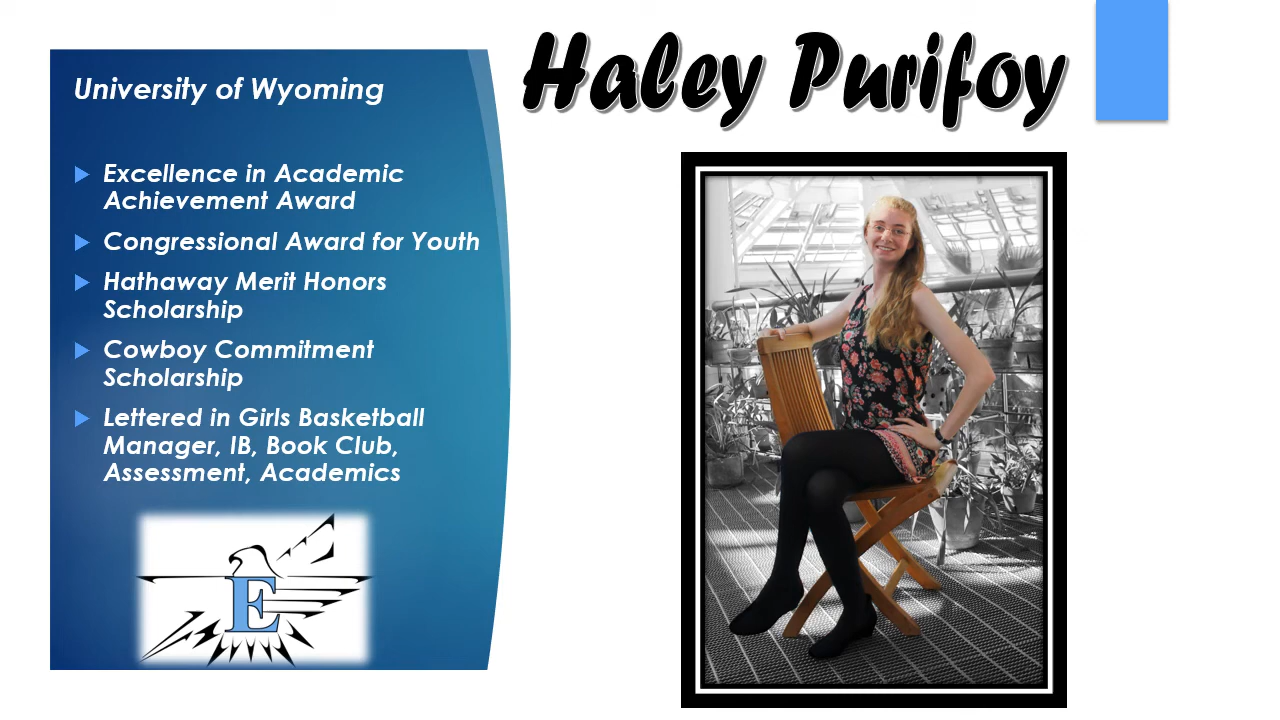 Haley Purifoy
University of Wyoming
Excellence in Academic
Achievement Award
Congressional Award for Youth
Hathaway Merit Honors
Scholarship
Cowboy Commitment
Scholarship
Lettered in Girls Basketball
Manager, IB, Book Club,
Assessment, Academics
E